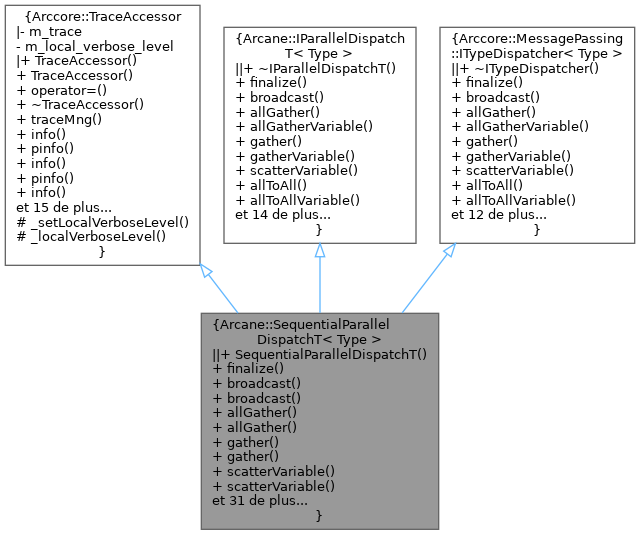 {Arccore::TraceAccessor
|- m_trace
- m_local_verbose_level
|+ TraceAccessor()
+ TraceAccessor()
+ operator=()
+ ~TraceAccessor()
+ traceMng()
+ info()
+ pinfo()
+ info()
+ pinfo()
+ info()
et 15 de plus...
# _setLocalVerboseLevel()
# _localVerboseLevel()
}
{Arcane::IParallelDispatch
T< Type >
||+ ~IParallelDispatchT()
+ finalize()
+ broadcast()
+ allGather()
+ allGatherVariable()
+ gather()
+ gatherVariable()
+ scatterVariable()
+ allToAll()
+ allToAllVariable()
et 14 de plus...
}
{Arccore::MessagePassing
::ITypeDispatcher< Type >
||+ ~ITypeDispatcher()
+ finalize()
+ broadcast()
+ allGather()
+ allGatherVariable()
+ gather()
+ gatherVariable()
+ scatterVariable()
+ allToAll()
+ allToAllVariable()
et 12 de plus...
}
{Arcane::SequentialParallel
DispatchT< Type >
||+ SequentialParallelDispatchT()
+ finalize()
+ broadcast()
+ broadcast()
+ allGather()
+ allGather()
+ gather()
+ gather()
+ scatterVariable()
+ scatterVariable()
et 31 de plus...
}